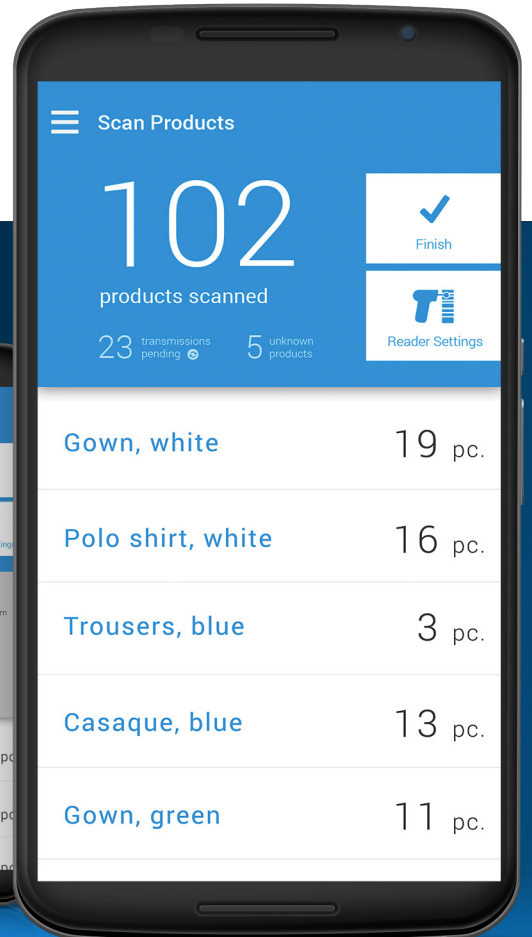 Scan Products
102
products scanned
23 transmissions
pending
5 unknown
products
Finish
Reader Settings
Gown, white 19 pc.
Polo shirt, white 16 pc.
Trousers, blue 3 pc.
Casaque, blue 13 pc.
Gown, green 11 pc.